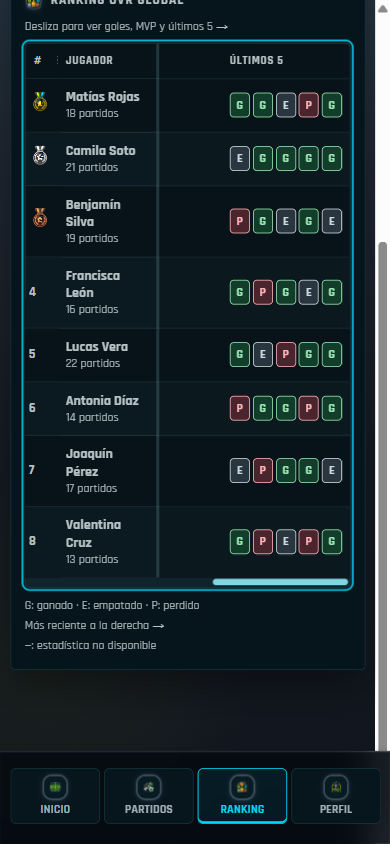 RANKING OVR GLOBAL
Desliza para ver goles, MVP y últimos 5 →
# JUGADOR ÚLTIMOS 5
Matías Rojas
18 partidos
G G E P G
Camila Soto
21 partidos
E G G G G
Benjamín
Silva
19 partidos
P G E G E
4
Francisca
León
16 partidos
G P G E G
5
Lucas Vera
22 partidos
G E P G G
6
Antonia Díaz
14 partidos
P G G P G
7
Joaquín
Pérez
17 partidos
E P G G E
8
Valentina
Cruz
13 partidos
G P E P G
G: ganado · E: empatado · P: perdido
Más reciente a la derecha →
—: estadística no disponible
INICIO PARTIDOS RANKING PERFIL